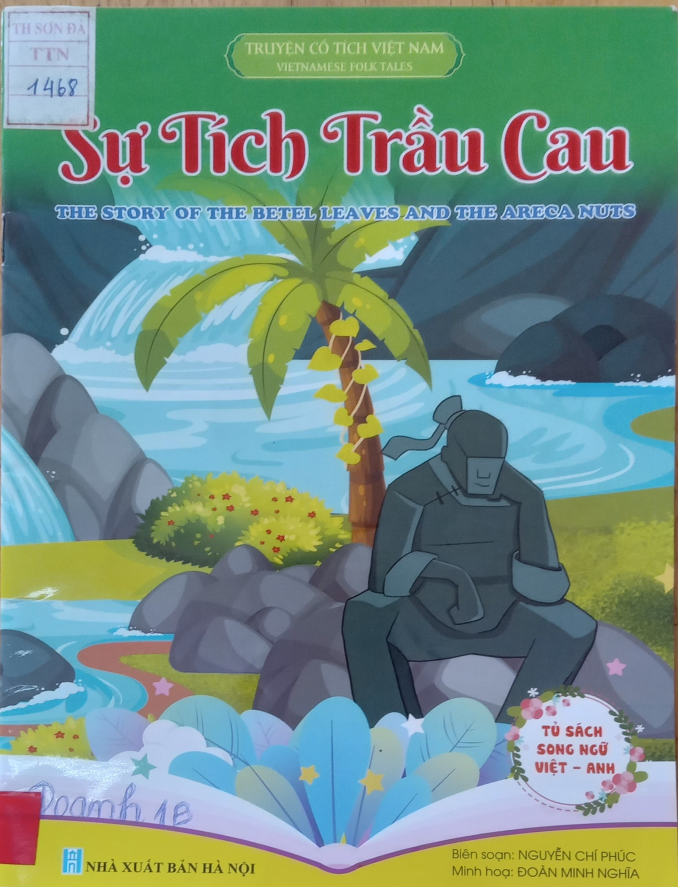 TH SƠN ĐA
TTN
1468
TRUYỆN CỔ TÍCH VIỆT NAM
VIETNAMESE FOLK TALES
Sự Tích Trầu Cau
THE STORY OF THE BETEL LEAVES AND THE ARECA NUTS
TỦ SÁCH
SONG NGỮ
VIỆT – ANH
Doanh 1B
NHÀ XUẤT BẢN HÀ NỘI
Biên soạn: NGUYỄN CHÍ PHÚC
Minh hoạ: ĐOÀN MINH NGHĨA